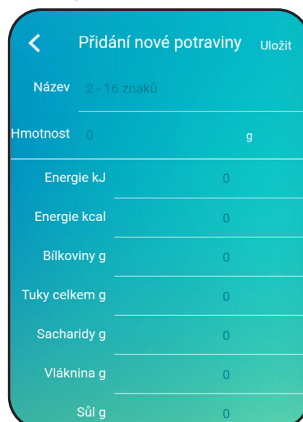 Přidání nové potraviny Uložit
Název 2 - 16 znaků
Hmotnost 0 g
Energie kJ 0
Energie kcal 0
Bílkoviny g 0
Tuky celkem g 0
Sacharidy g 0
Vláknina g 0
Sůl g 0